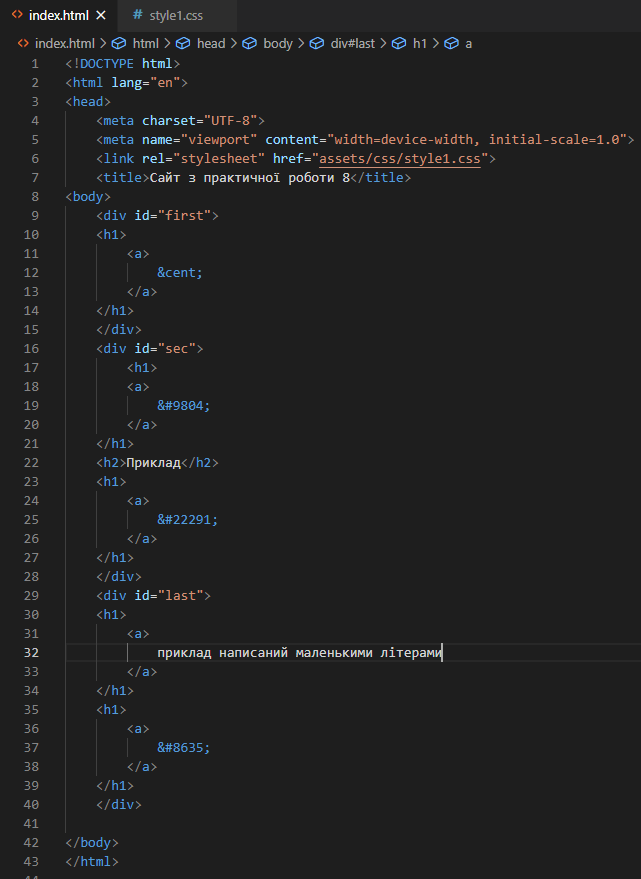 index.html
style1.css
index.html > html > head > body > div#last > h1 > a
1 <!DOCTYPE html>
2 <html lang="en">
3 <head>
4     <meta charset="UTF-8">
5     <meta name="viewport" content="width=device-width, initial-scale=1.0">
6     <link rel="stylesheet" href="assets/css/style1.css">
7     <title>Сайт з практичної роботи 8</title>
8 <body>
9     <div id="first">
10     <h1>
11         <a>
12             &cent;
13         </a>
14     </h1>
15     </div>
16     <div id="sec">
17         <h1>
18         <a>
19             &#9804;
20         </a>
21     </h1>
22     <h2>Приклад</h2>
23     <h1>
24         <a>
25             &#22291;
26         </a>
27     </h1>
28     </div>
29     <div id="last">
30     <h1>
31         <a>
32             приклад написаний маленькими літерами
33         </a>
34     </h1>
35     <h1>
36         <a>
37             &#8635;
38         </a>
39     </h1>
40     </div>
41
42 </body>
43 </html>